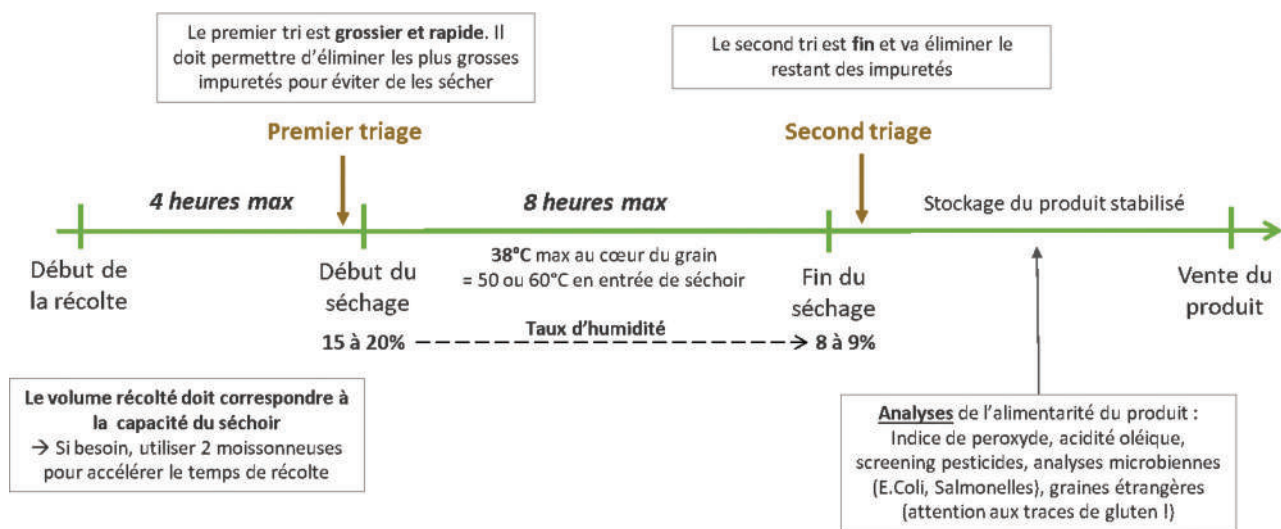 Le premier tri est grossier et rapide. Il
doit permettre d'éliminer les plus grosses
impuretés pour éviter de les sécher
Le second tri est fin et va éliminer le
restant des impuretés
Premier triage
Second triage
4 heures max
8 heures max
Stockage du produit stabilisé
Début de
la récolte
Début du
séchage
38°C max au cœur du grain
= 50 ou 60°C en entrée de séchoir
Fin du
séchage
Vente du
produit
15 à 20%
Taux d'humidité
8 à 9%
Le volume récolté doit correspondre à
la capacité du séchoir
→ Si besoin, utiliser 2 moissonneuses
pour accélérer le temps de récolte
Analyses de l'alimentarité du produit :
Indice de peroxyde, acidité oléique,
screening pesticides, analyses microbiennes
(E.Coli, Salmonelles), graines étrangères
(attention aux traces de gluten !)